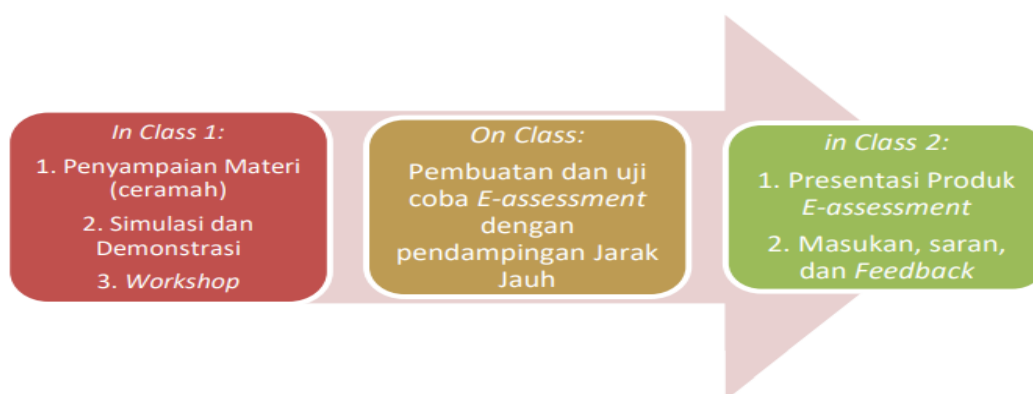 In Class 1:
1. Penyampaian Materi
(ceramah)
2. Simulasi dan
Demonstrasi
3. Workshop
On Class:
Pembuatan dan uji
coba E-assessment
dengan
pendampingan Jarak
Jauh
in Class 2:
1. Presentasi Produk
E-assessment
2. Masukan, saran,
dan Feedback